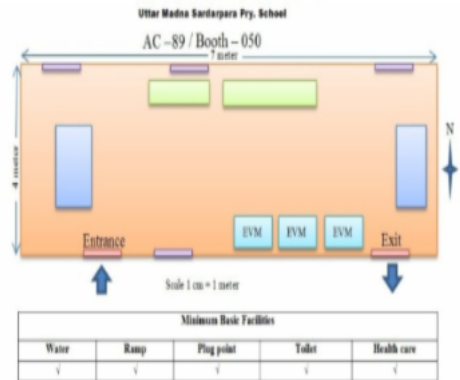 Uttar Madna Sardarpara Pry. School
AC –89 / Booth – 050
7 meter
4 meter
N
EVM EVM EVM
Entrance
Exit
Scale 1 cm = 1 meter
Minimum Basic Facilities
Water Ramp Plug point Toilet Health care
√ √ √ √ √